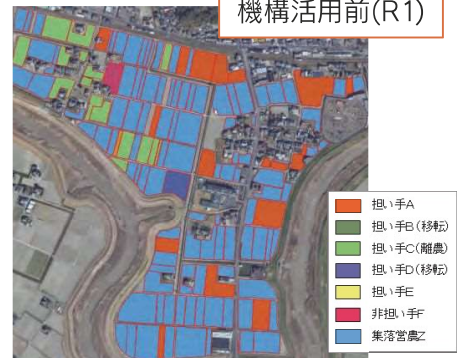 機構活用前(R1)
担い手A
担い手B(移転)
担い手C(離農)
担い手D(移転)
担い手E
非担い手F
集落営農Z